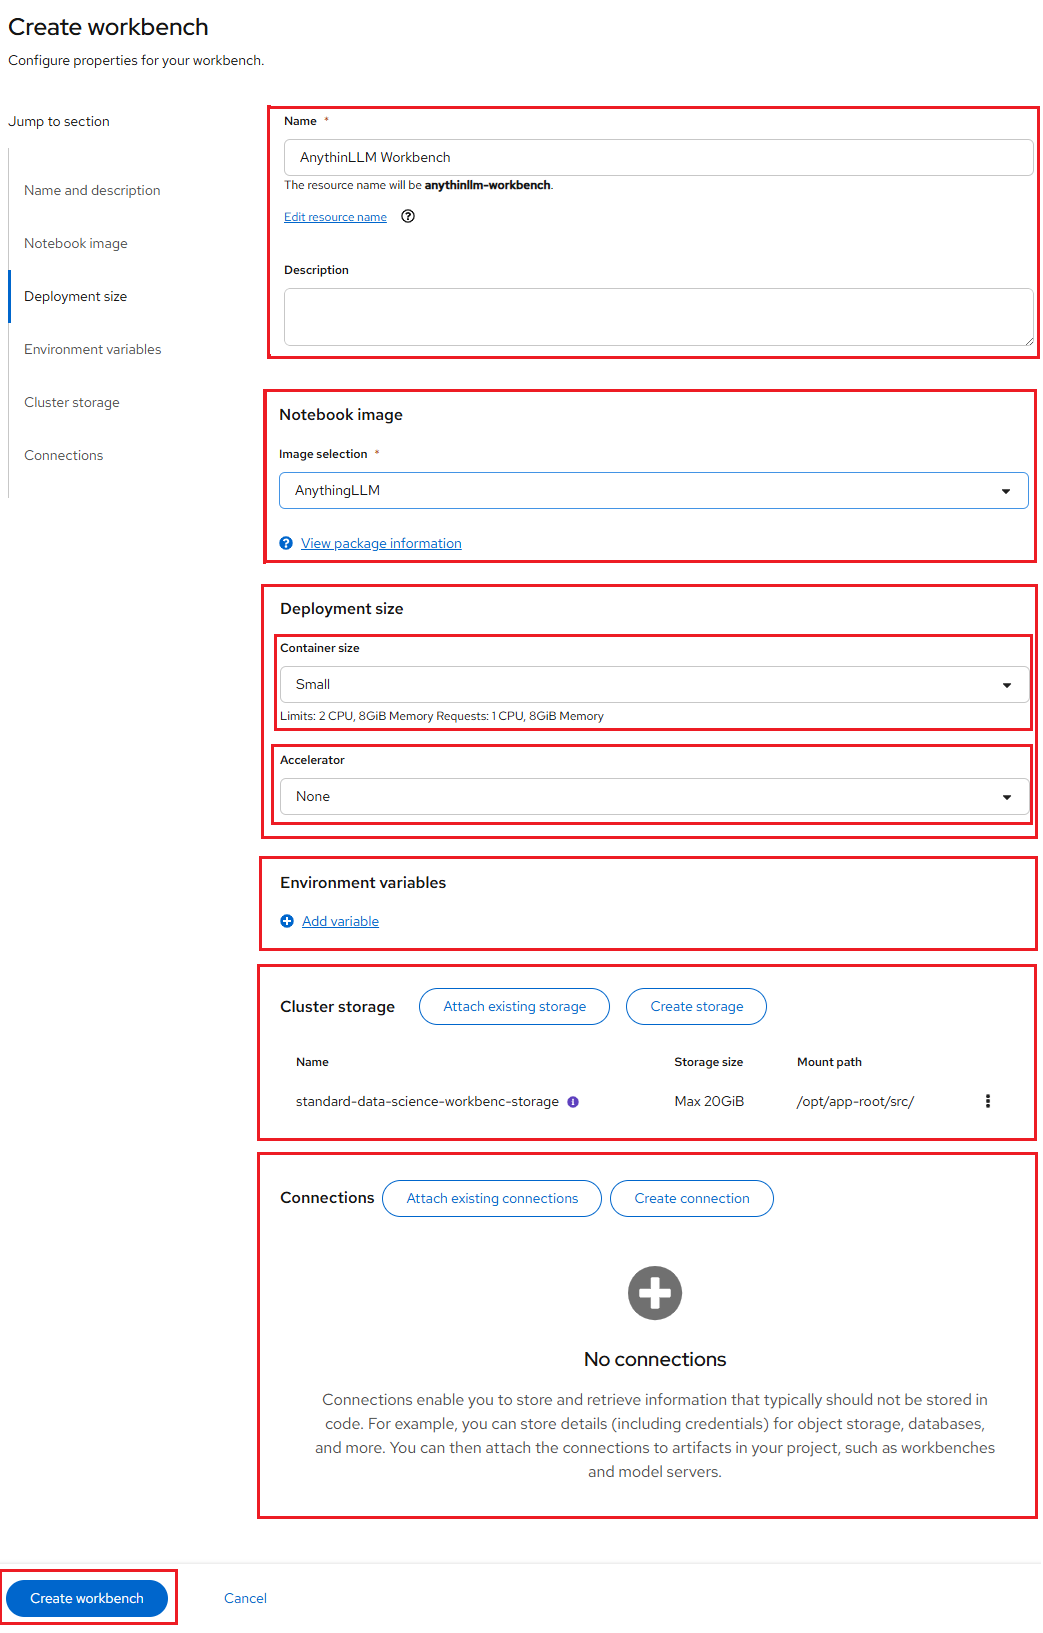 Create workbench
Configure properties for your workbench.
Jump to section
Name and description
Notebook image
Deployment size
Environment variables
Cluster storage
Connections
Name *
AnythinLLM Workbench
The resource name will be anythinllm-workbench.
Edit resource name
Description
Notebook image
Image selection *
AnythingLLM
View package information
Deployment size
Container size
Small
Limits: 2 CPU, 8GiB Memory Requests: 1 CPU, 8GiB Memory
Accelerator
None
Environment variables
Add variable
Cluster storage Attach existing storage Create storage
Name Storage size Mount path
standard-data-science-workbenc-storage Max 20GiB /opt/app-root/src/
Connections Attach existing connections Create connection
No connections
Connections enable you to store and retrieve information that typically should not be stored in
code. For example, you can store details (including credentials) for object storage, databases,
and more. You can then attach the connections to artifacts in your project, such as workbenches
and model servers.
Create workbench Cancel